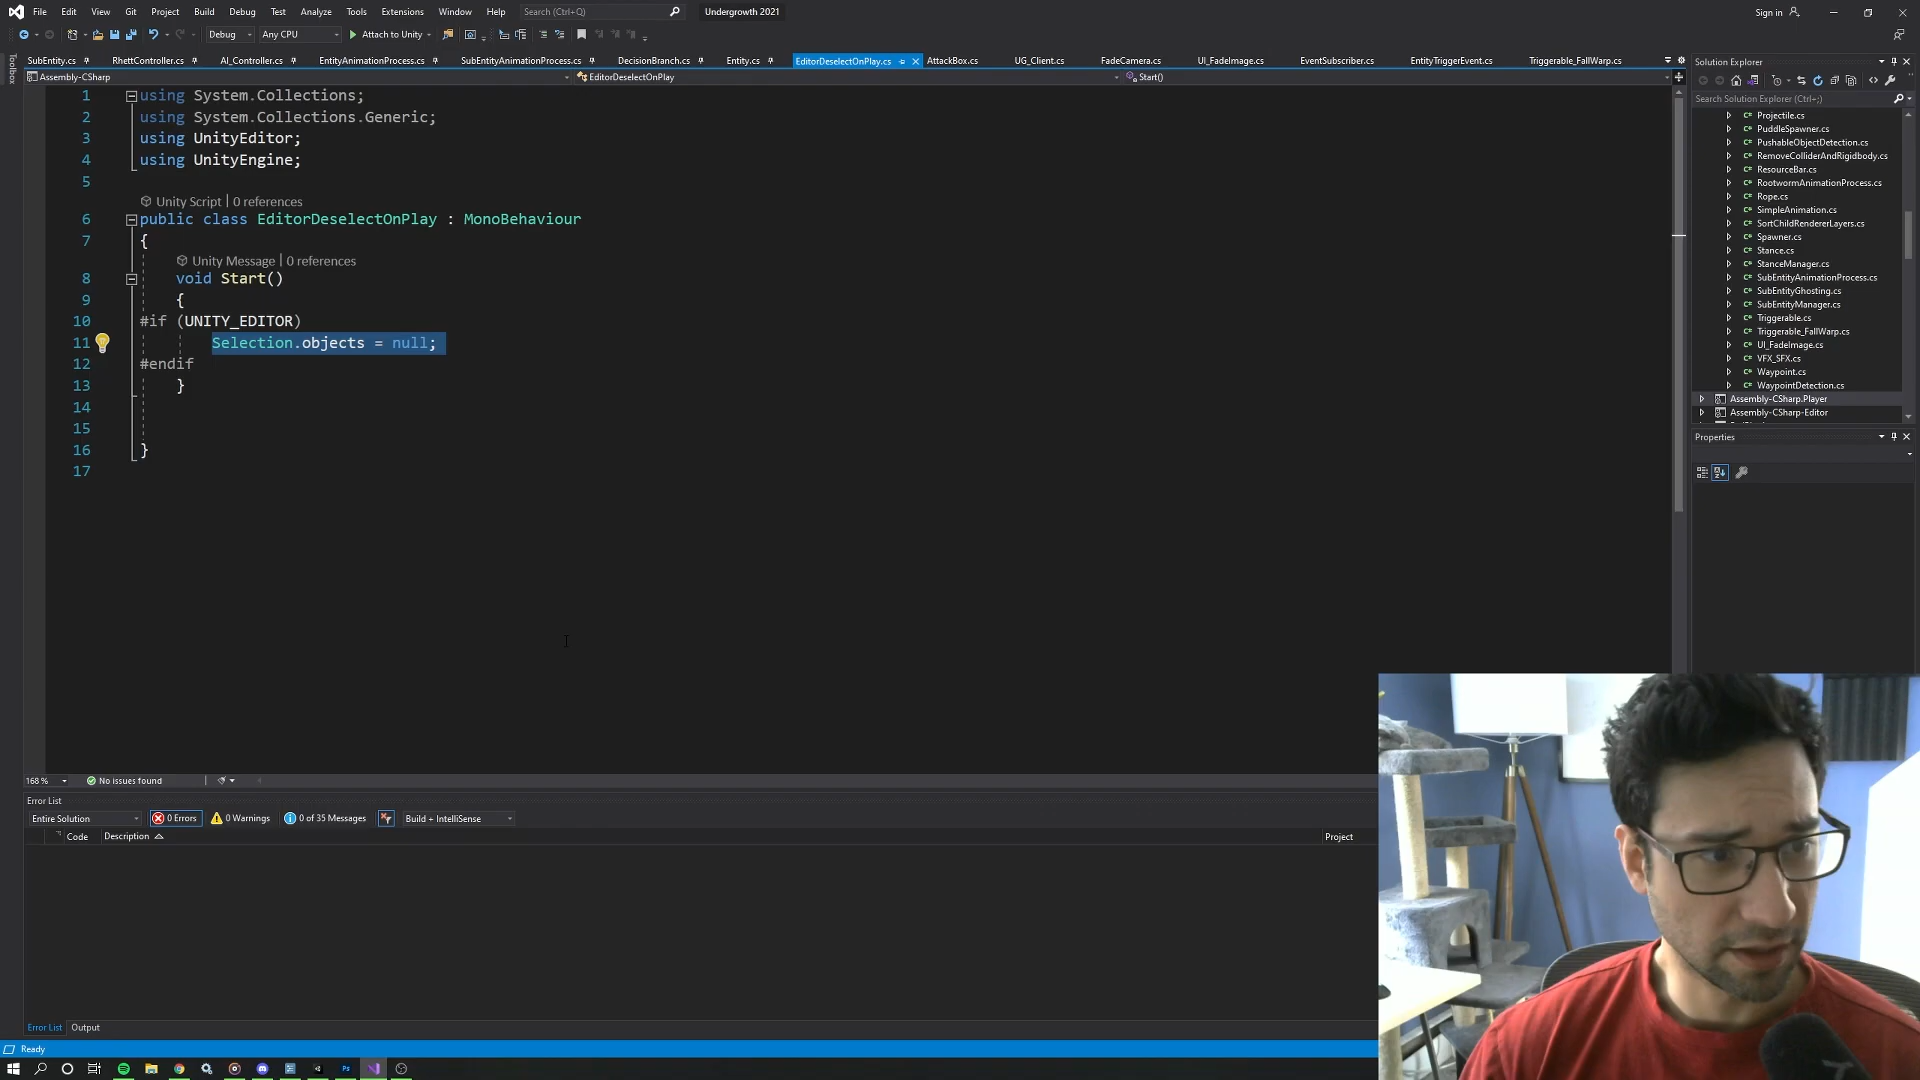 File Edit View Git Project Build Debug Test Analyze Tools Extensions Window Help Search (Ctrl+Q) Undergrowth 2021 Sign in
Debug Any CPU Attach to Unity
SubEntity.cs RhettController.cs AI_Controller.cs EntityAnimationProcess.cs SubEntityAnimationProcess.cs DecisionBranch.cs Entity.cs EditorDeselectOnPlay.cs AttackBox.cs UG_Client.cs FadeCamera.cs UI_FadeImage.cs EventSubscriber.cs EntityTriggerEvent.cs Triggerable_FallWarp.cs
Toolbox
Assembly-CSharp EditorDeselectOnPlay Start()
1 using System.Collections;
2 using System.Collections.Generic;
3 using UnityEditor;
4 using UnityEngine;
5
Unity Script | 0 references
6 public class EditorDeselectOnPlay : MonoBehaviour
7 {
Unity Message | 0 references
8 void Start()
9 {
10 #if (UNITY_EDITOR)
11 Selection.objects = null;
12 #endif
13 }
14
15
16 }
17
168 % No issues found
Error List
Entire Solution 0 Errors 0 Warnings 0 of 35 Messages Build + IntelliSense
Code Description Project
Error List Output
Ready
Solution Explorer
Search Solution Explorer (Ctrl+;)
C# Projectile.cs
C# PuddleSpawner.cs
C# PushableObjectDetection.cs
C# RemoveColliderAndRigidbody.cs
C# ResourceBar.cs
C# RootwormAnimationProcess.cs
C# Rope.cs
C# SimpleAnimation.cs
C# SortChildRendererLayers.cs
C# Spawner.cs
C# Stance.cs
C# StanceManager.cs
C# SubEntityAnimationProcess.cs
C# SubEntityGhosting.cs
C# SubEntityManager.cs
C# Triggerable.cs
C# Triggerable_FallWarp.cs
C# UI_FadeImage.cs
C# VFX_SFX.cs
C# Waypoint.cs
C# WaypointDetection.cs
Assembly-CSharp.Player
Assembly-CSharp-Editor
Properties
Ps